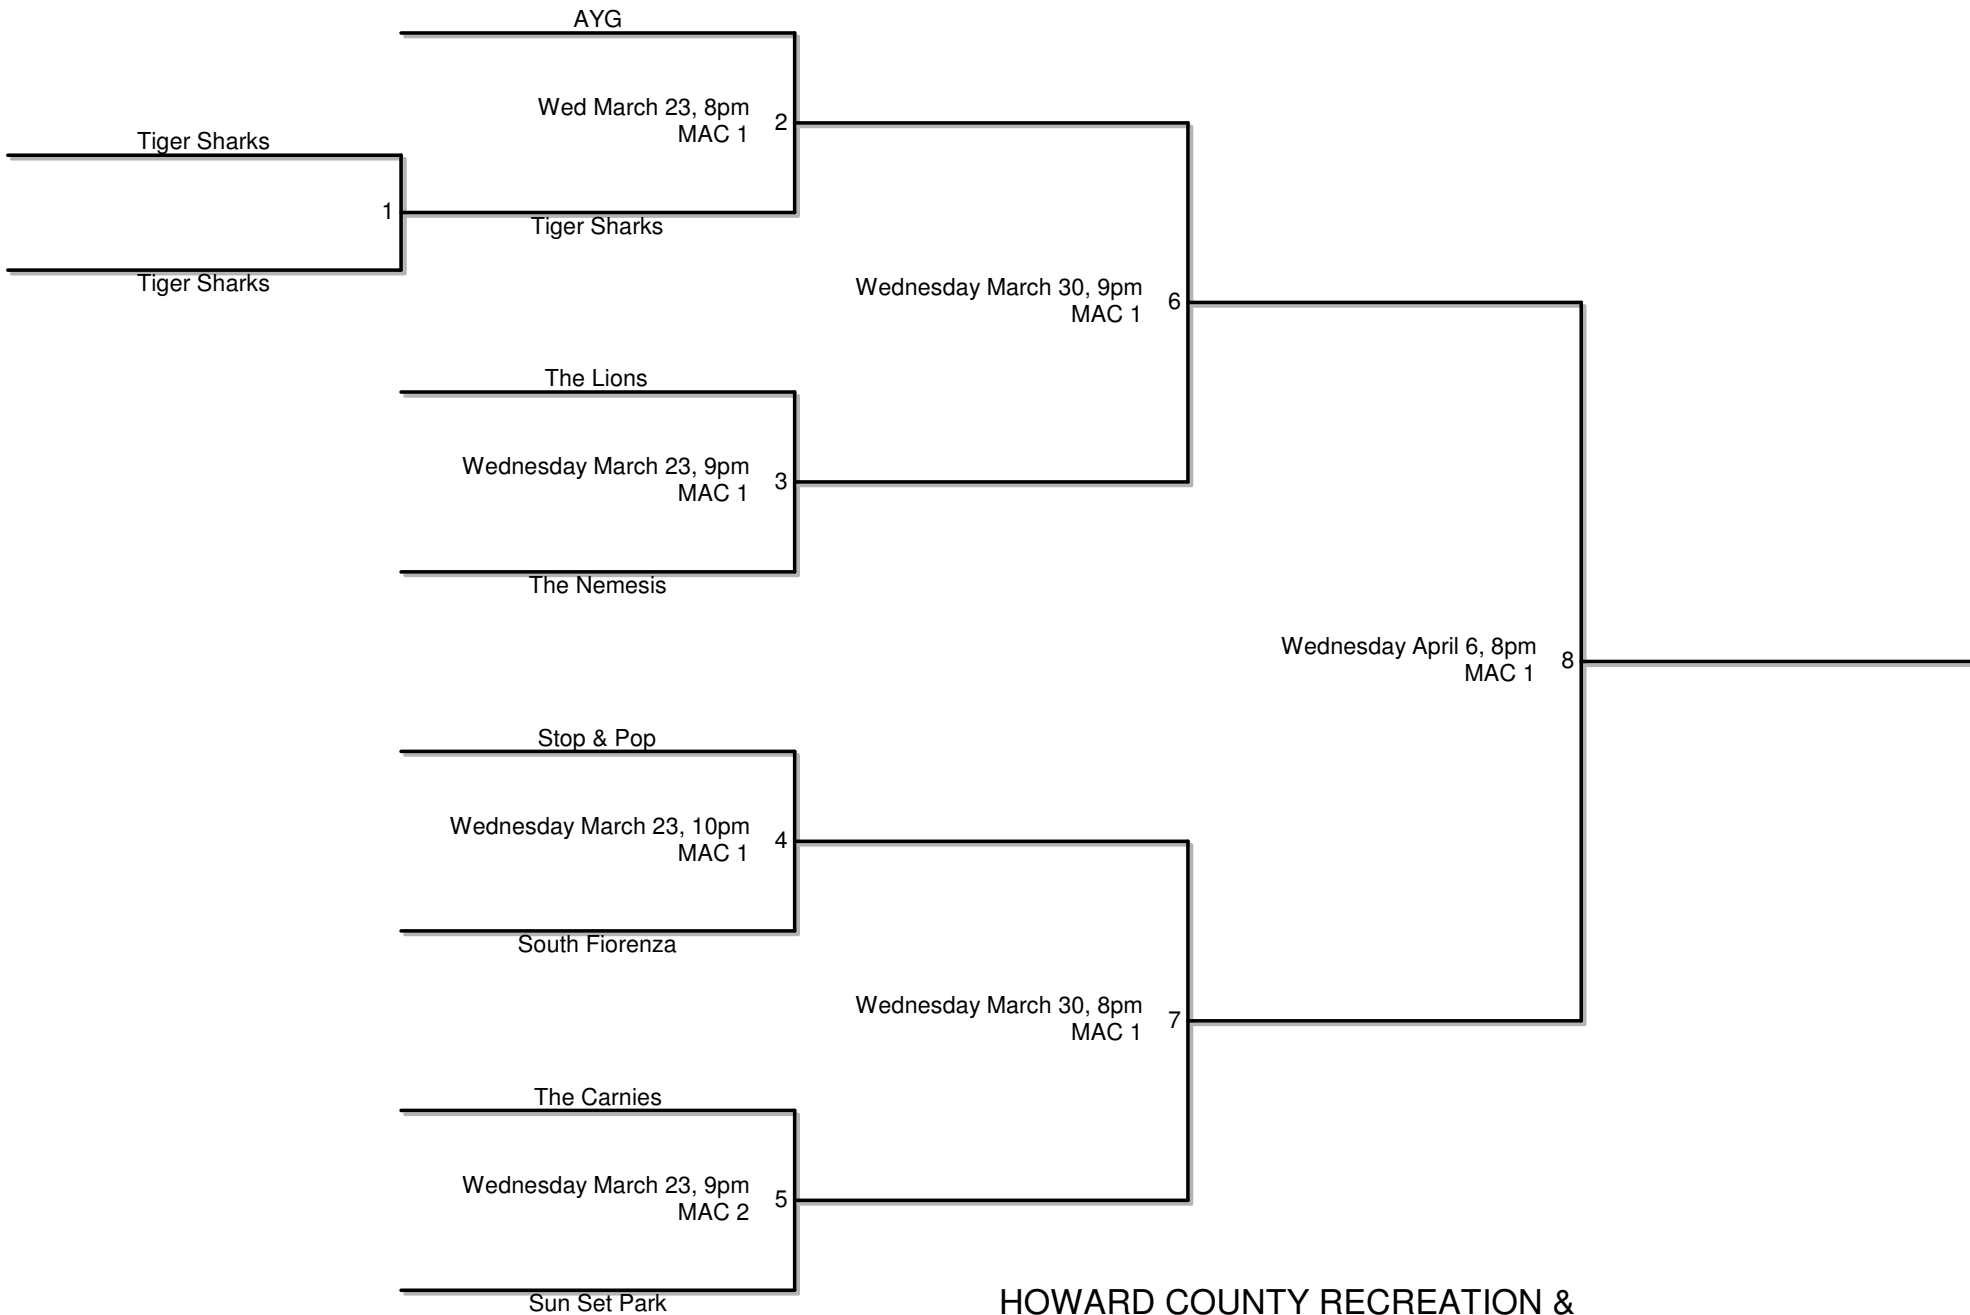 AYG
Wed March 23, 8pm
MAC 1
2
Tiger Sharks
1
Tiger Sharks
Tiger Sharks
Wednesday March 30, 9pm
MAC 1
6
The Lions
Wednesday March 23, 9pm
MAC 1
3
The Nemesis
Wednesday April 6, 8pm
MAC 1
8
Stop & Pop
Wednesday March 23, 10pm
MAC 1
4
South Fiorenza
Wednesday March 30, 8pm
MAC 1
7
The Carnies
Wednesday March 23, 9pm
MAC 2
5
Sun Set Park
HOWARD COUNTY RECREATION &